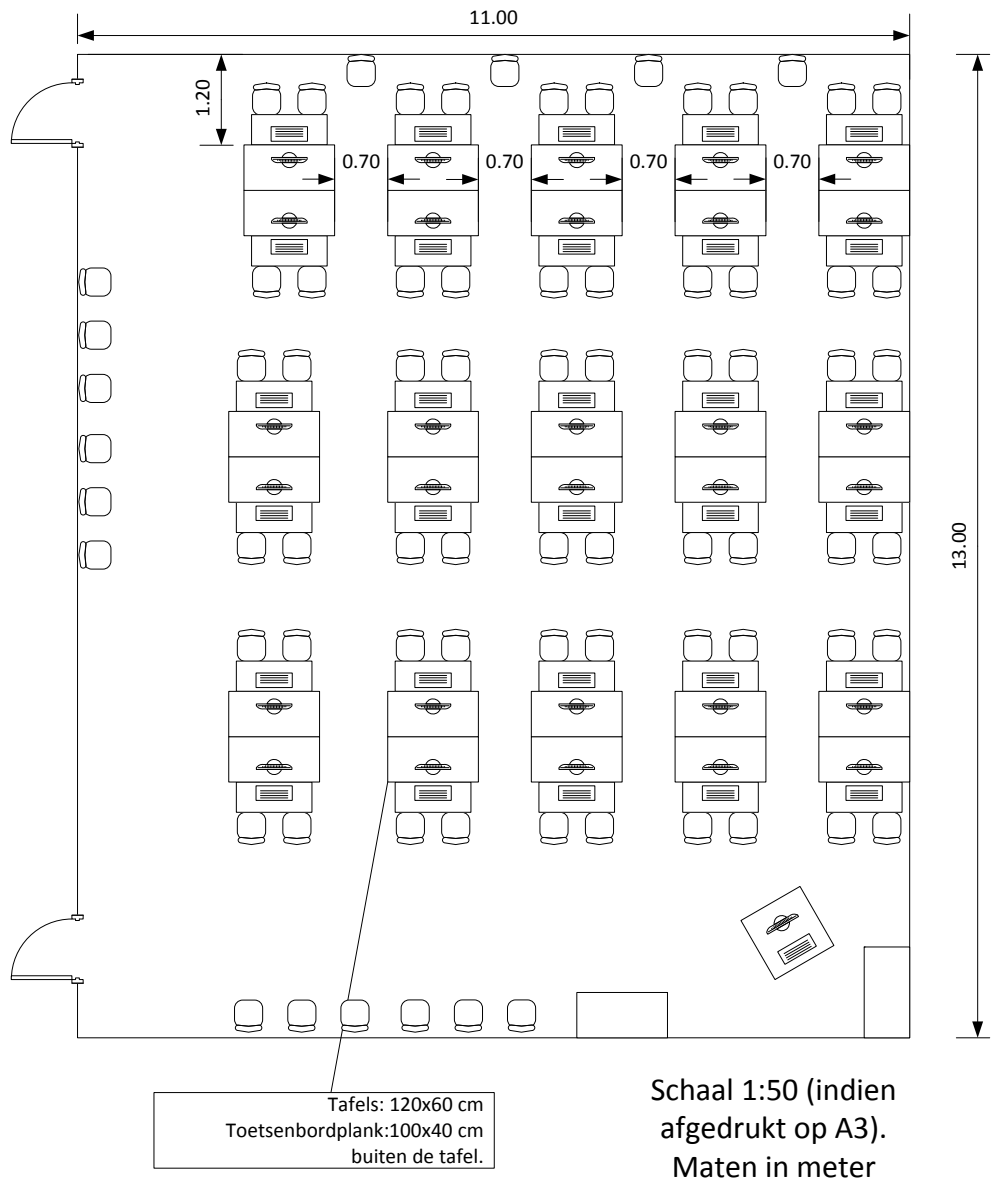 11.00
1.20
0.70
0.70
0.70
0.70
13.00
Tafels: 120x60 cm
Toetsenbordplank:100x40 cm
buiten de tafel.
Schaal 1:50 (indien
afgedrukt op A3).
Maten in meter